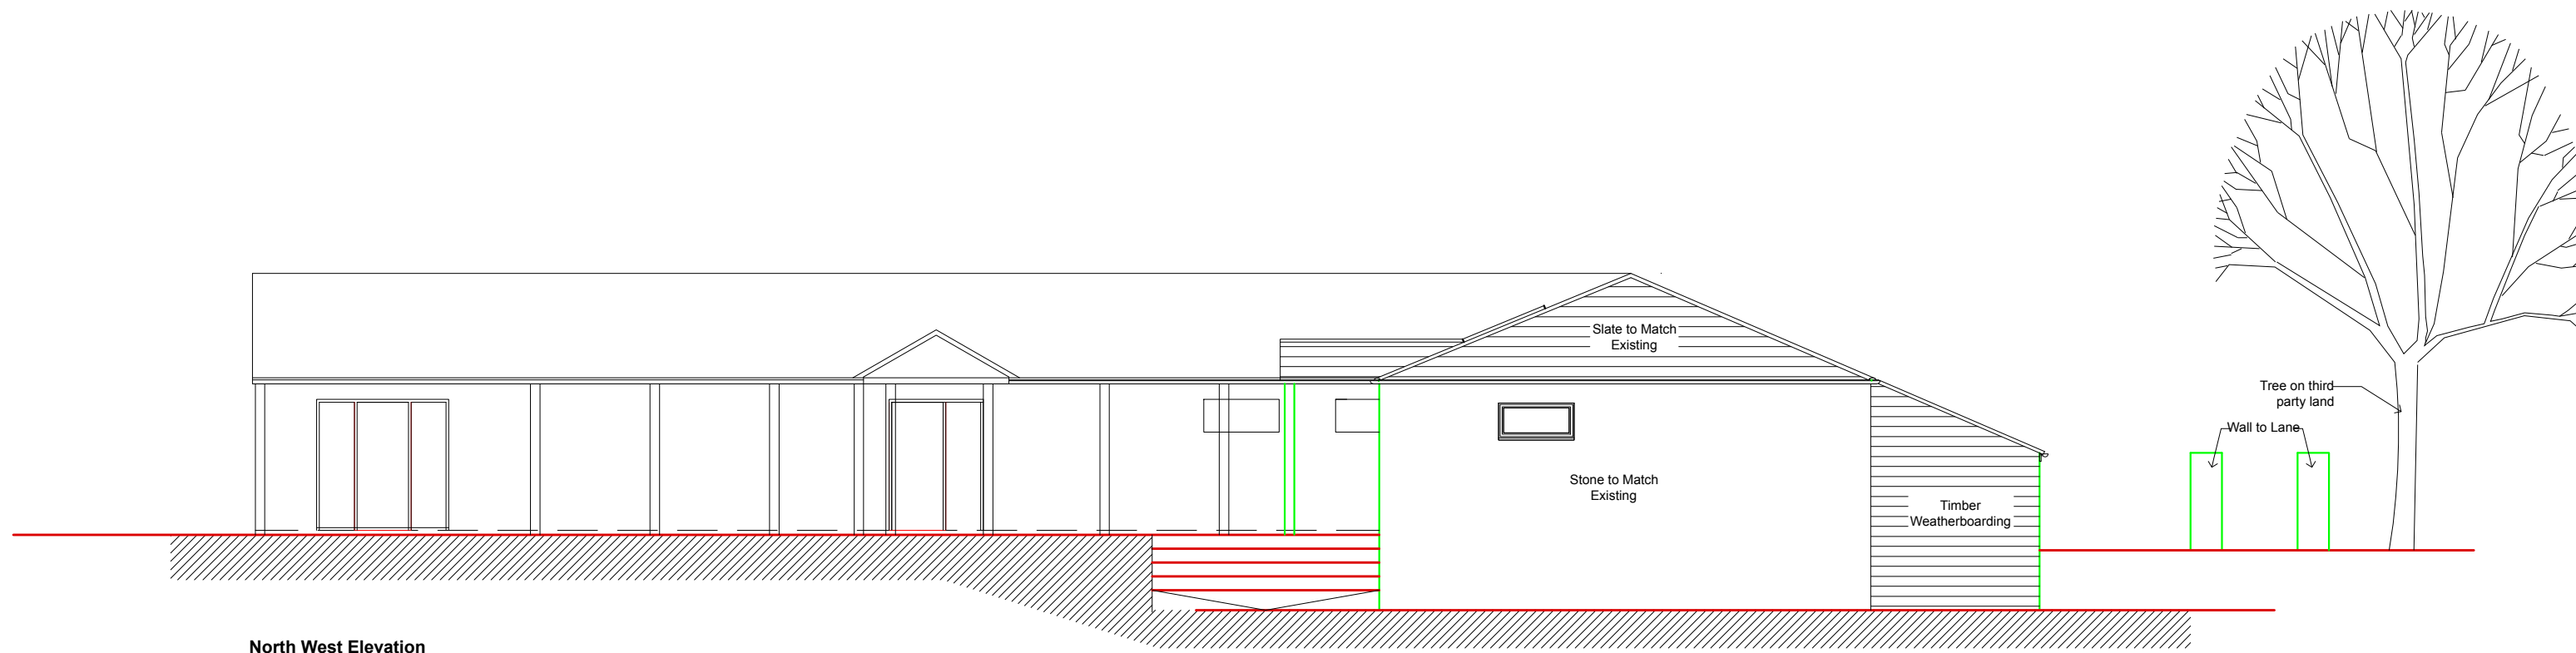 Slate to Match
Existing
Tree on third
party land
Wall to Lane
Stone to Match
Existing
Timber
Weatherboarding
North West Elevation